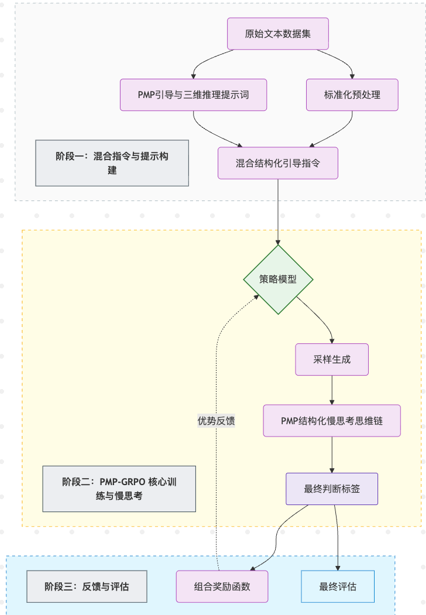 原始文本数据集
PMP引导与三维推理提示词
标准化预处理
阶段一：混合指令与提示构
建
混合结构化引导指令
策略模型
采样生成
优势反馈
PMP结构化慢思考思维链
阶段二：PMP-GRPO 核心训
练与慢思考
最终判断标签
阶段三：反馈与评估
组合奖励函数
最终评估